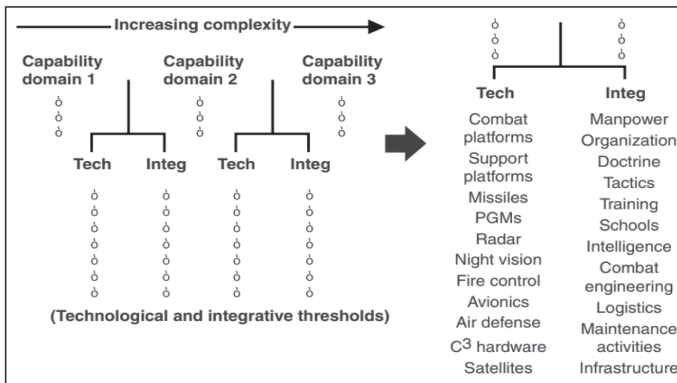 Increasing complexity
Capability
domain 1
Capability
domain 2
Capability
domain 3
Tech
Integ
Tech
Integ
(Technological and integrative thresholds)
Tech
Combat
platforms
Support
platforms
Missiles
PGMs
Radar
Night vision
Fire control
Avionics
Air defense
C³ hardware
Satellites
Integ
Manpower
Organization
Doctrine
Tactics
Training
Schools
Intelligence
Combat
engineering
Logistics
Maintenance
activities
Infrastructure